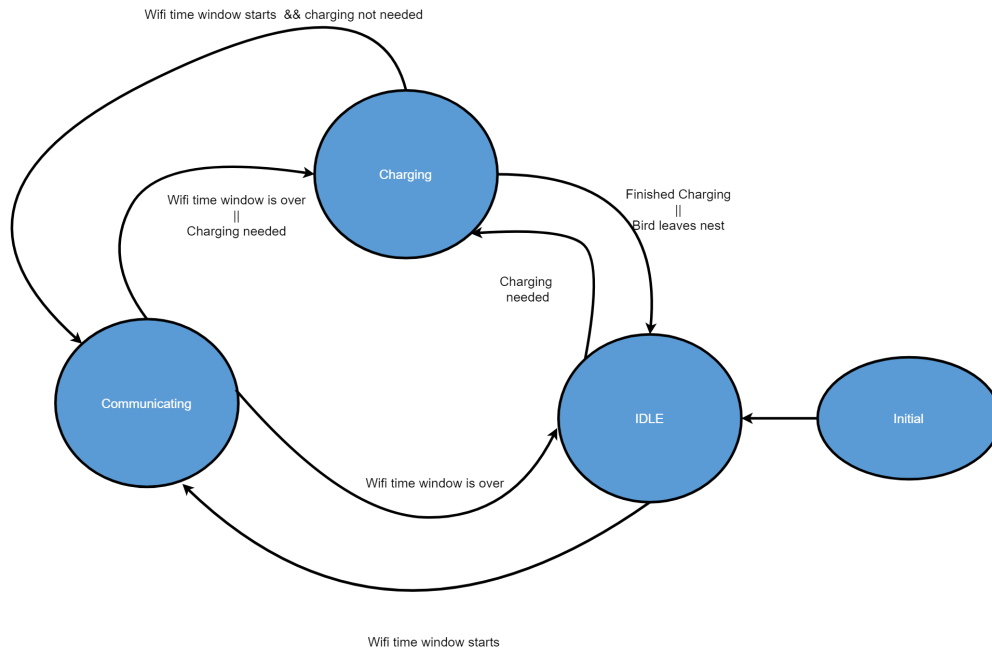 Wifi time window starts  && charging not needed
Charging
Wifi time window is over
||
Charging needed
Finished Charging
||
Bird leaves nest
Charging
needed
Communicating
IDLE
Initial
Wifi time window is over
Wifi time window starts